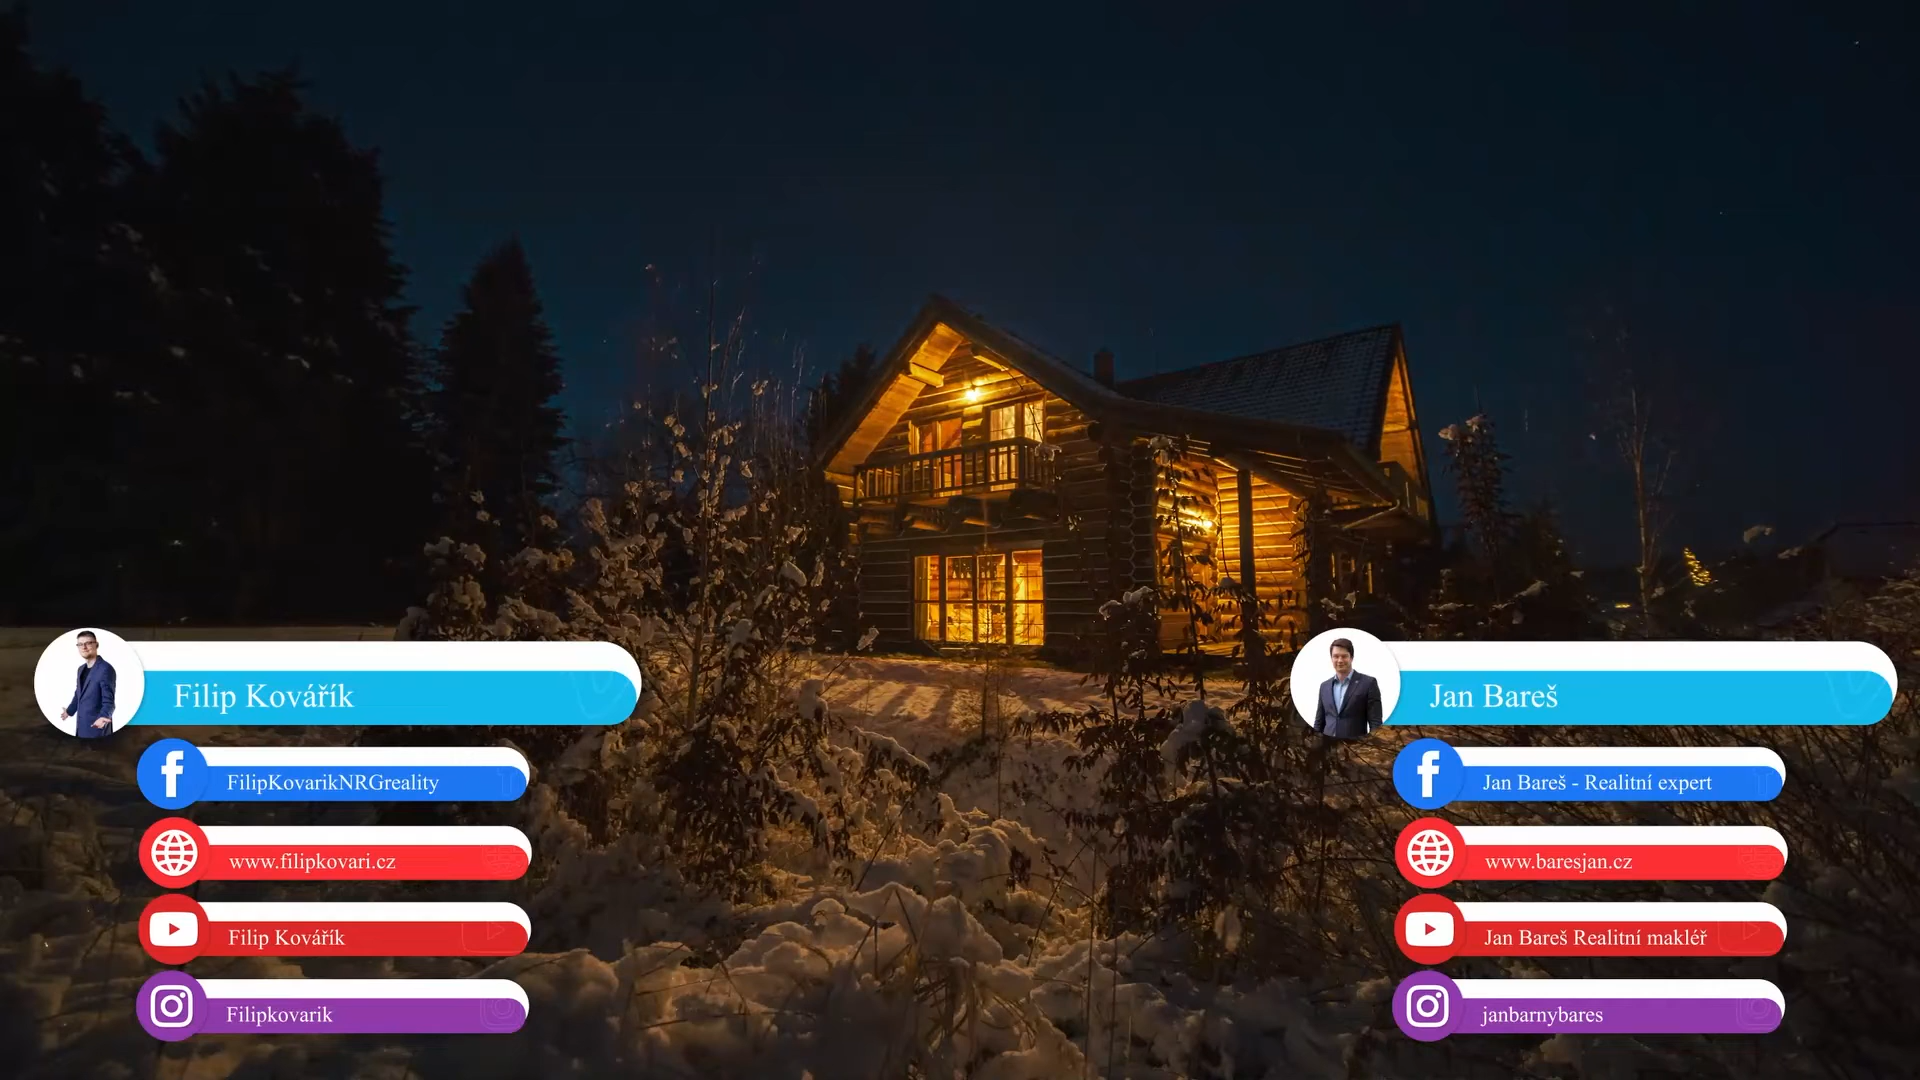 Filip Kovářík
FilipKovarikNRGreality
www.filipkovari.cz
Filip Kovářík
Filipkovarik
Jan Bareš
Jan Bareš - Realitní expert
www.baresjan.cz
Jan Bareš Realitní makléř
janbarnybares